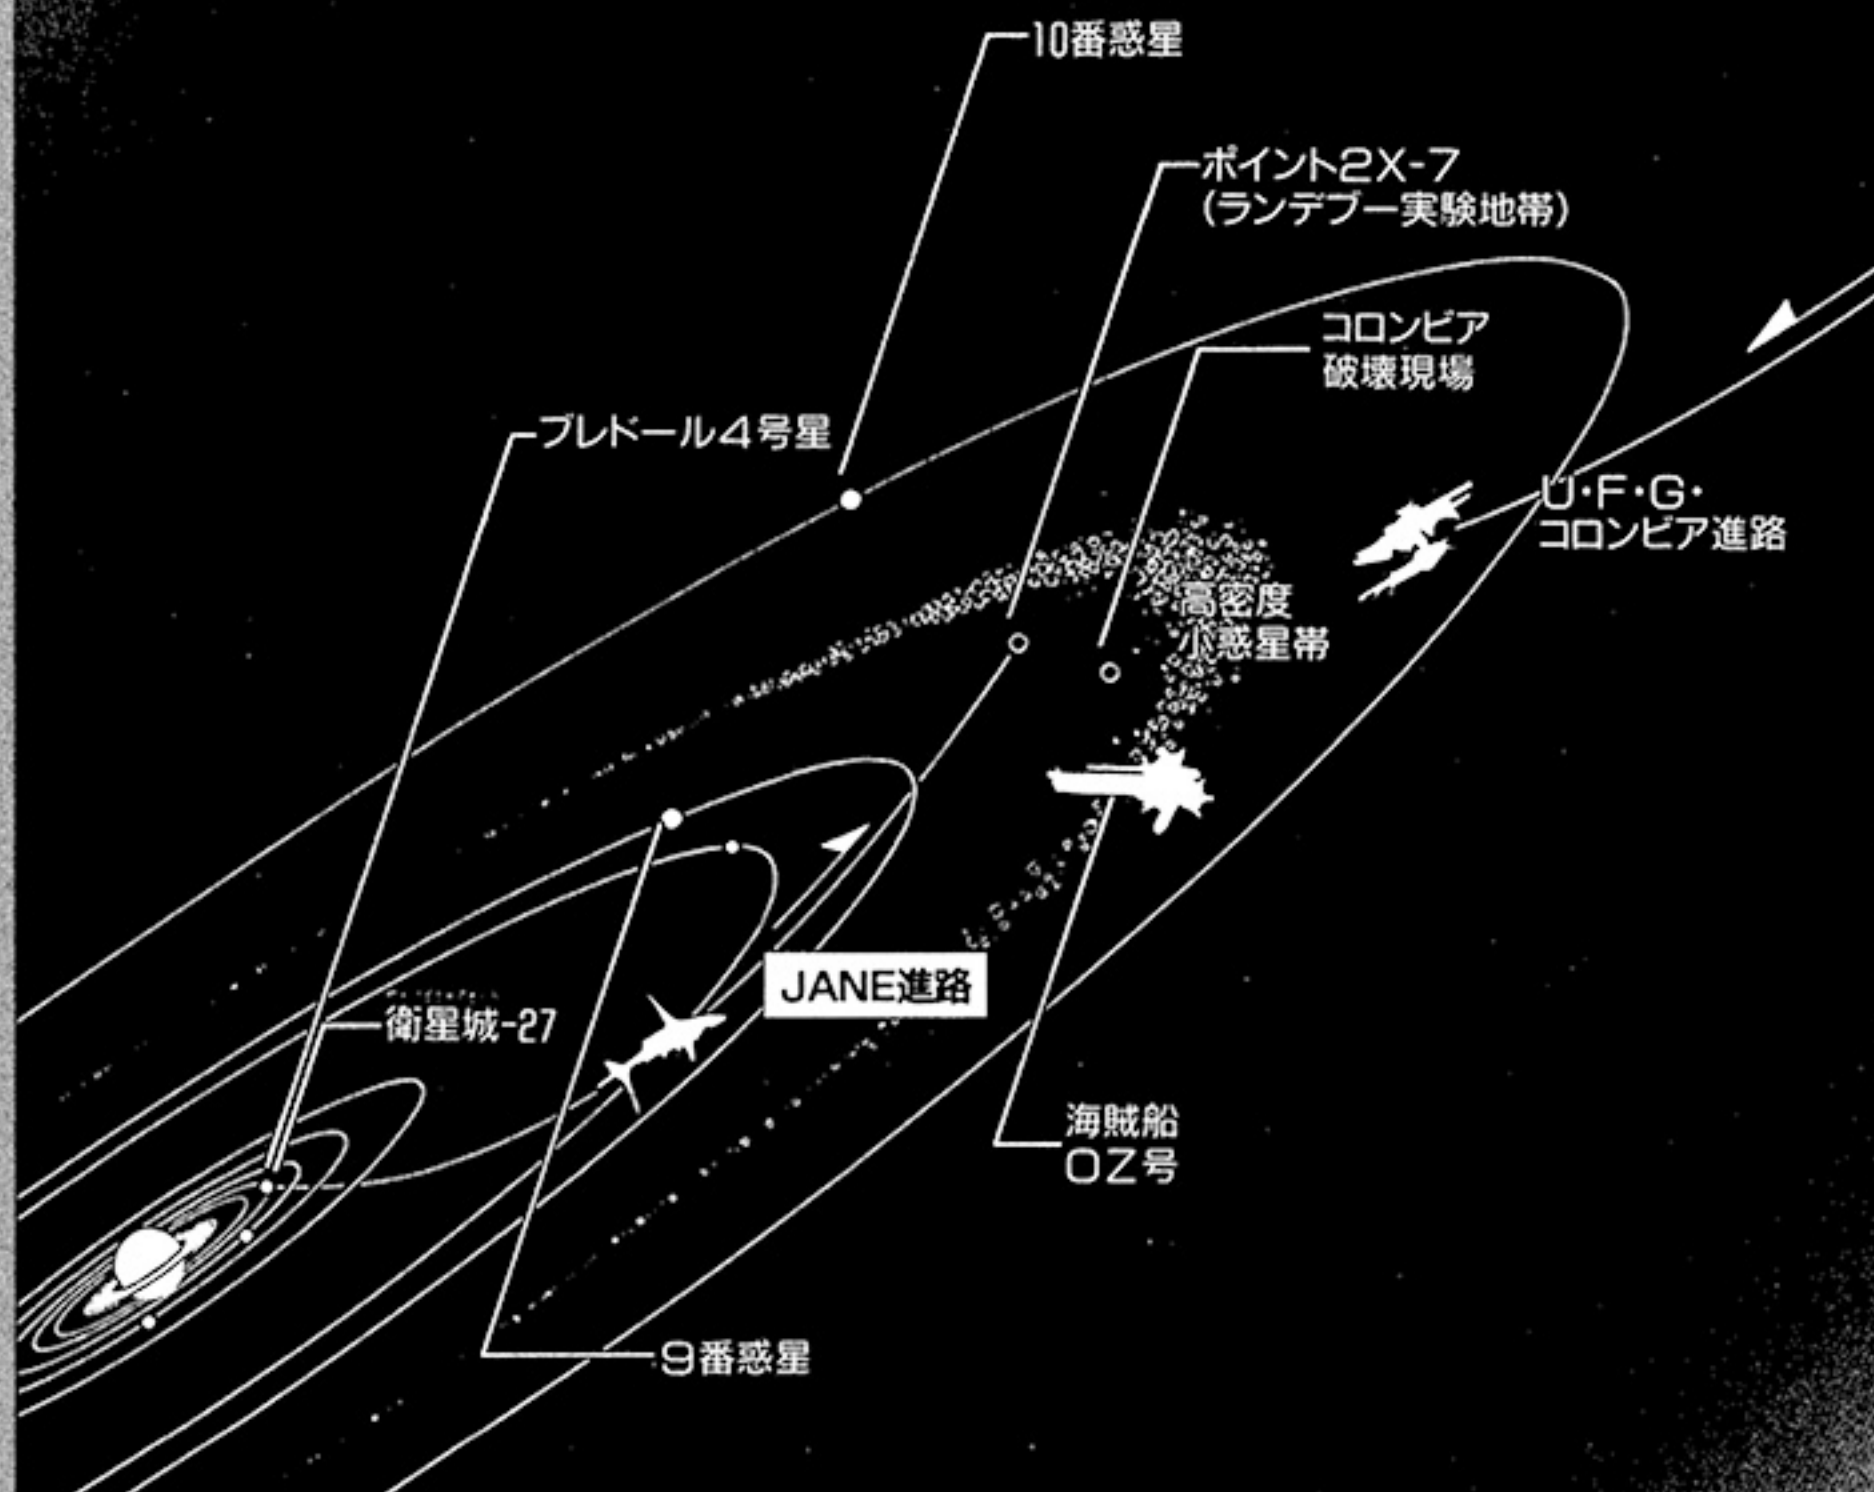 10番惑星
ポイント2X-7
(ランデブー実験地帯)
コロンビア
破壊現場
ブレドール4号星
U・F・G・
コロンビア進路
高密度
小惑星帯
JANE進路
衛星城-27
海賊船
OZ号
9番惑星